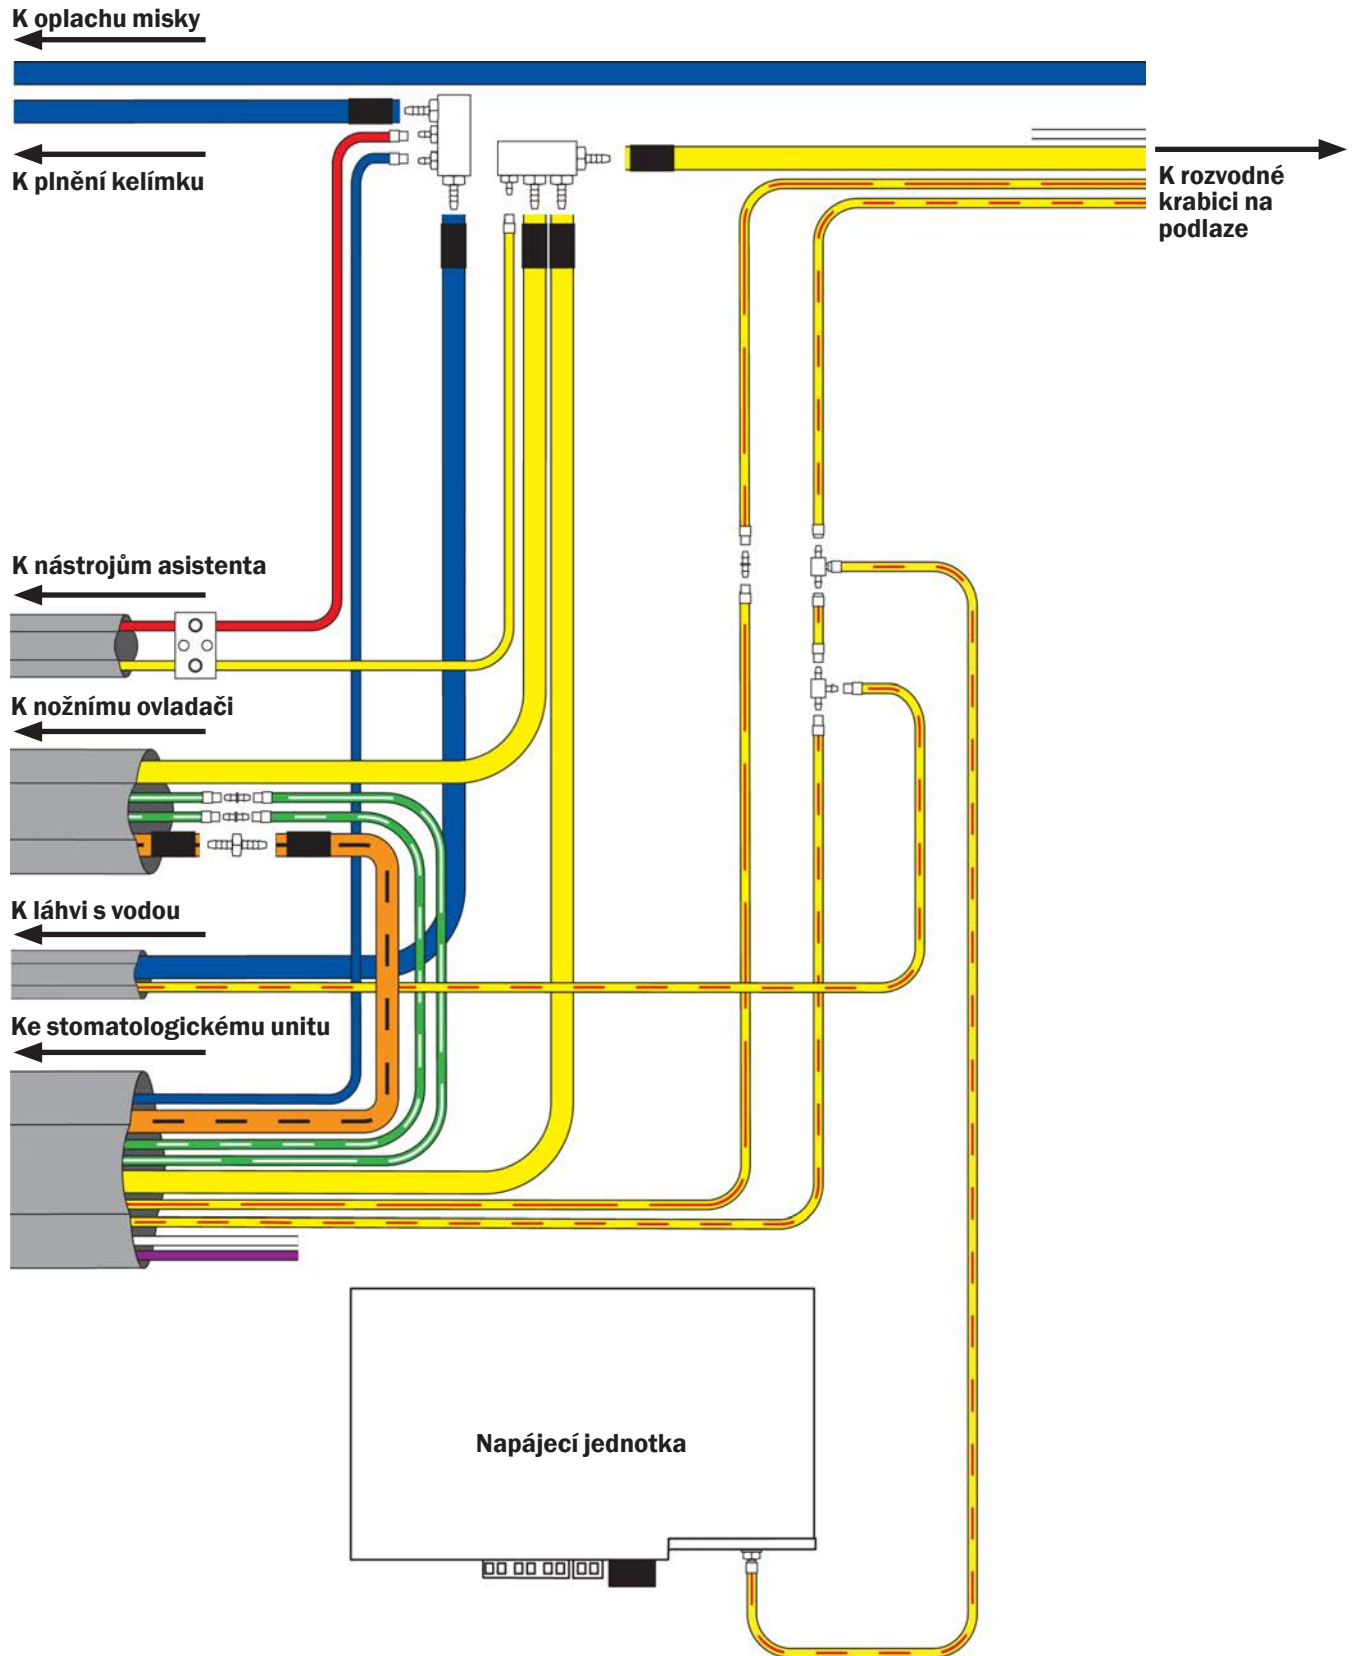 K oplachu misky
K plnění kelímku
K rozvodné
krabici na
podlaze
K nástrojům asistenta
K nožnímu ovladači
K láhvi s vodou
Ke stomatologickému unitu
Napájecí jednotka